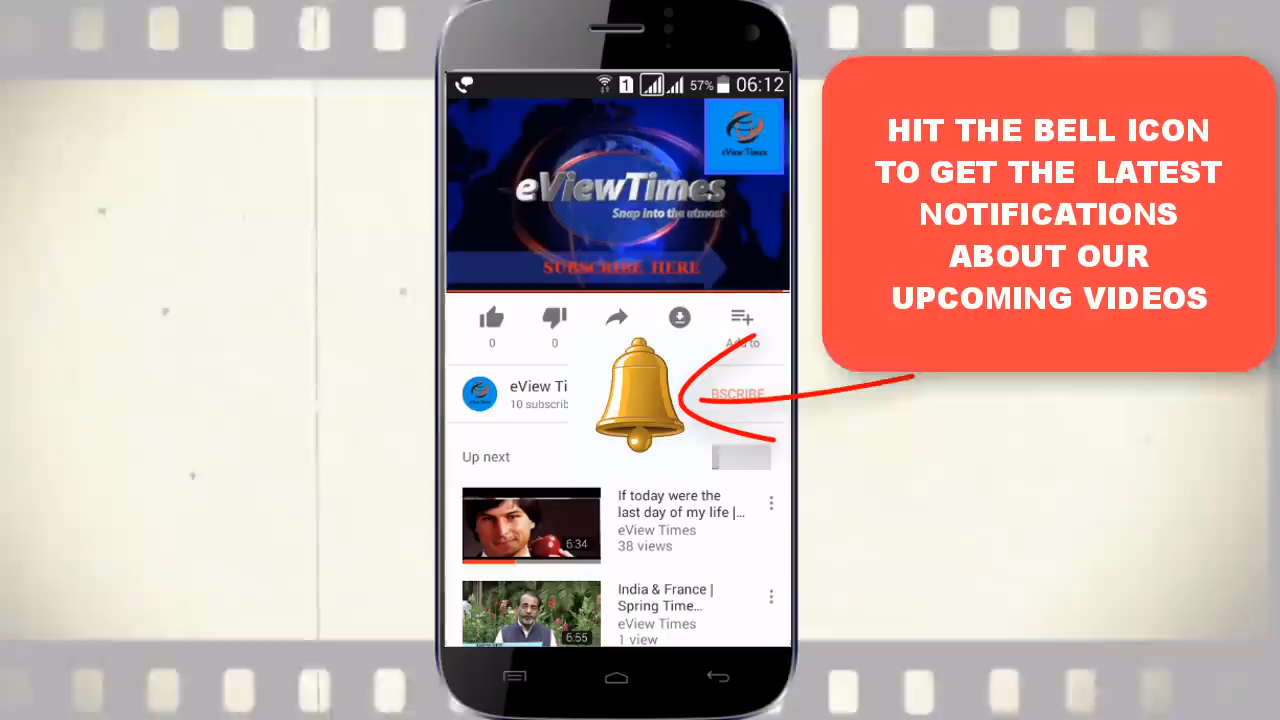 57% 06:12
eView Times
eViewTimes
Snap into the utmost
SUBSCRIBE HERE
0 0 Add to
eView Ti
10 subscrib
BSCRIBE
Up next
If today were the
last day of my life |...
eView Times
38 views
6:34
India & France |
Spring Time...
eView Times
1 view
6:55
HIT THE BELL ICON
TO GET THE LATEST
NOTIFICATIONS
ABOUT OUR
UPCOMING VIDEOS